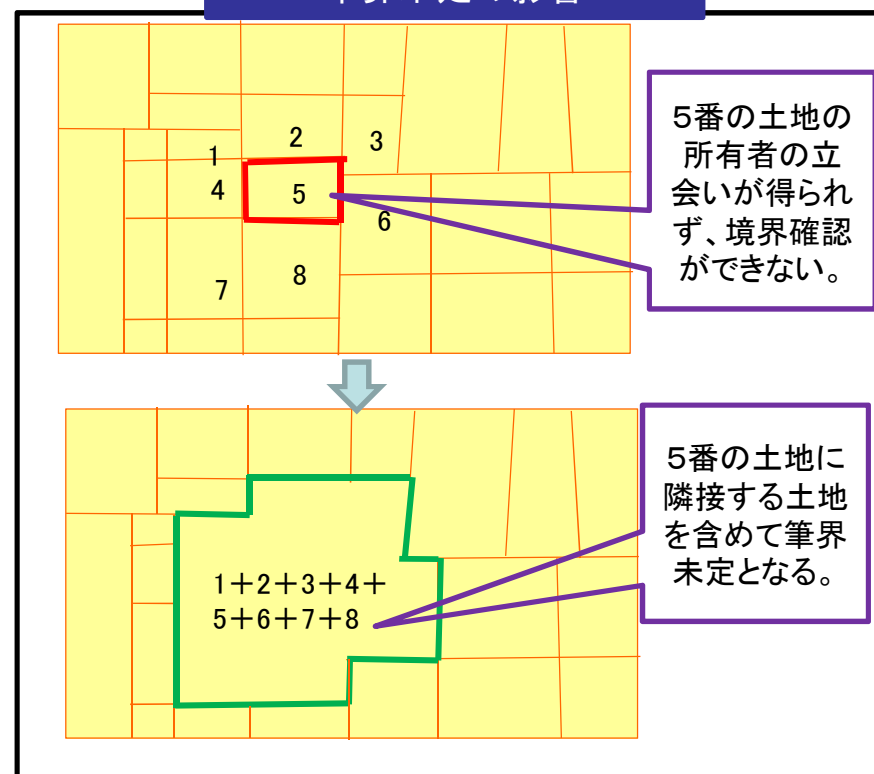 1
2
3
4
5
6
7
8
5番の土地の
所有者の立
会いが得られ
ず、境界確認
ができない。
1+2+3+4+
5+6+7+8
5番の土地に
隣接する土地
を含めて筆界
未定となる。